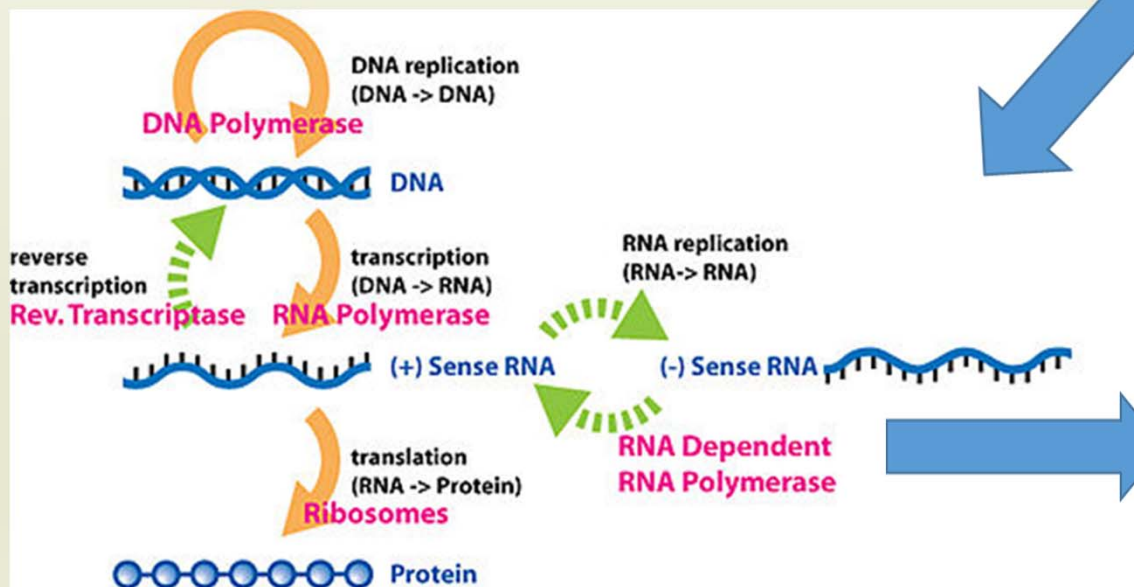 DNA replication
(DNA -> DNA)
DNA Polymerase
DNA
reverse
transcription
Rev. Transcriptase
transcription
(DNA -> RNA)
RNA Polymerase
RNA replication
(RNA-> RNA)
(+) Sense RNA
(-) Sense RNA
RNA Dependent
RNA Polymerase
translation
(RNA -> Protein)
Ribosomes
Protein